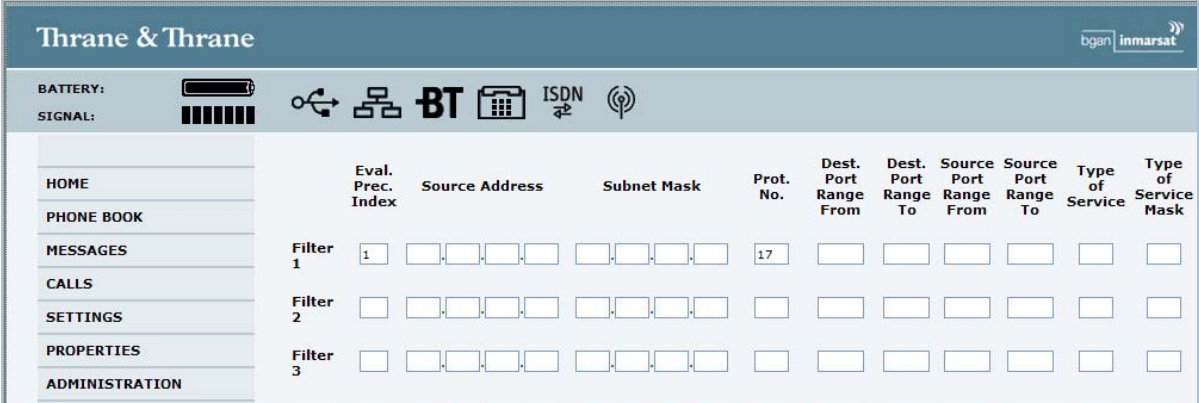 Thrane & Thrane
bgan inmarsat
BATTERY:
SIGNAL:
BT
ISDN
HOME
PHONE BOOK
MESSAGES
CALLS
SETTINGS
PROPERTIES
ADMINISTRATION
Eval. Prec. Index
Source Address
Subnet Mask
Prot. No.
Dest. Port Range From
Dest. Port Range To
Source Port Range From
Source Port Range To
Type of Service
Type of Service Mask
Filter 1 1 . . . . . . 17
Filter 2 . . . . . .
Filter 3 . . . . . .